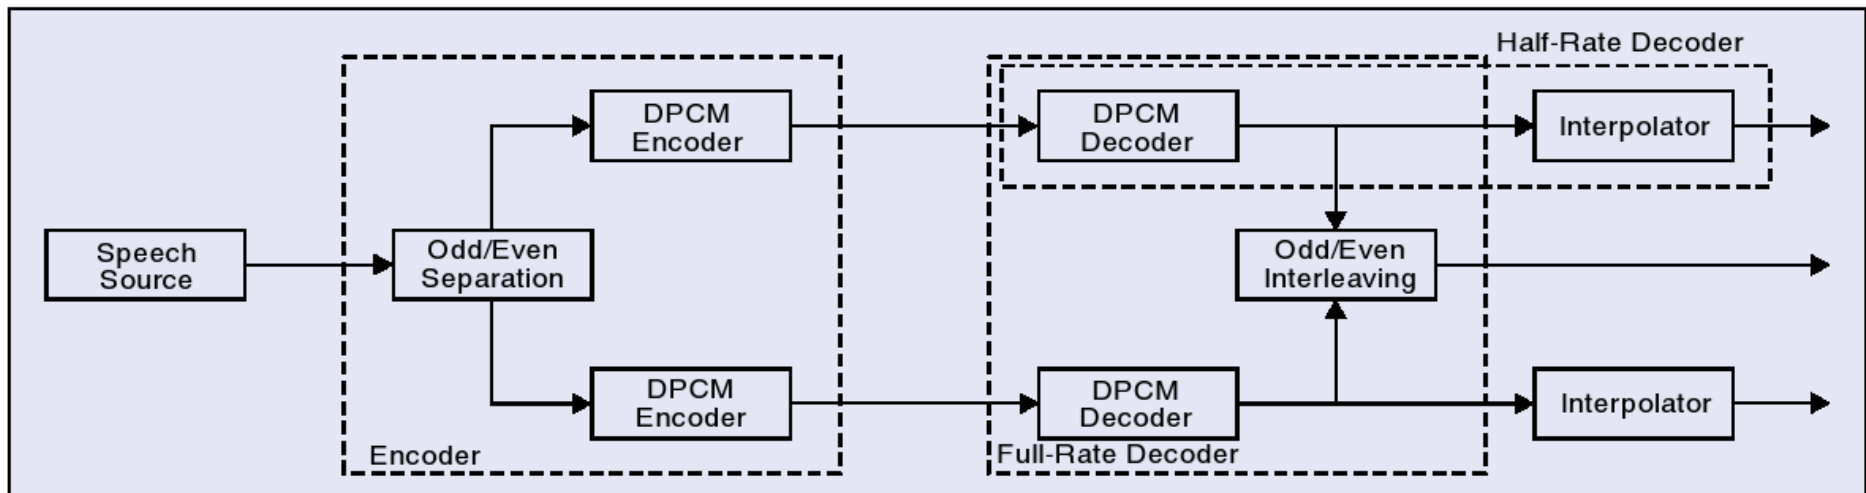 Half-Rate Decoder
DPCM
Encoder
DPCM
Decoder
Interpolator
Speech
Source
Odd/Even
Separation
Odd/Even
Interleaving
DPCM
Encoder
DPCM
Decoder
Interpolator
Encoder
Full-Rate Decoder